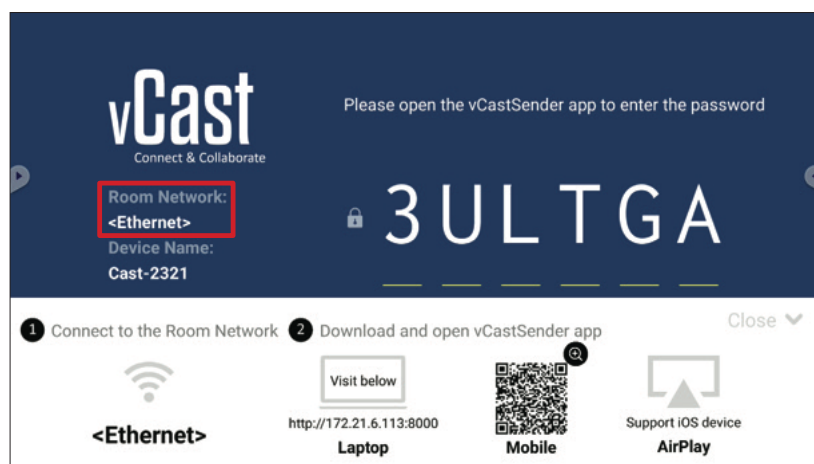 vCast
Connect & Collaborate
Please open the vCastSender app to enter the password
Room Network:
<Ethernet>
Device Name:
Cast-2321
3ULTGA
Close
1 Connect to the Room Network
2 Download and open vCastSender app
<Ethernet>
Visit below
http://172.21.6.113:8000
Laptop
Mobile
Support iOS device
AirPlay